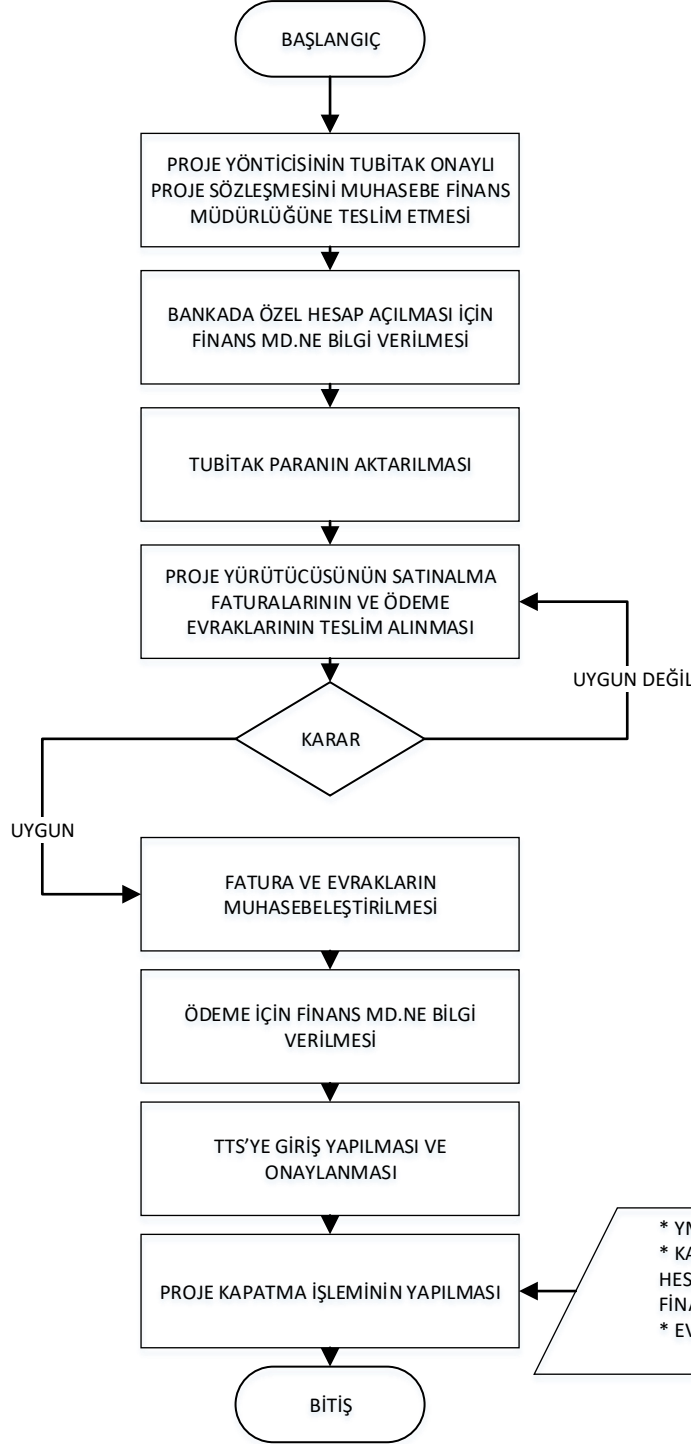 BAŞLANGIÇ
PROJE YÖNTİCİSİNİN TUBİTAK ONAYLI
PROJE SÖZLEŞMESİNİ MUHASEBE FİNANS
MÜDÜRLÜĞÜNE TESLİM ETMESİ
BANKADA ÖZEL HESAP AÇILMASI İÇİN
FİNANS MD.NE BİLGİ VERİLMESİ
TUBİTAK PARANIN AKTARILMASI
PROJE YÜRÜTÜCÜSÜNÜN SATINALMA
FATURALARININ VE ÖDEME
EVRAKLARININ TESLİM ALINMASI
UYGUN DEĞİL
KARAR
UYGUN
FATURA VE EVRAKLARIN
MUHASEBELEŞTİRİLMESİ
ÖDEME İÇİN FİNANS MD.NE BİLGİ
VERİLMESİ
TTS’YE GİRİŞ YAPILMASI VE
ONAYLANMASI
PROJE KAPATMA İŞLEMİNİN YAPILMASI
*
*
*
BİTİŞ